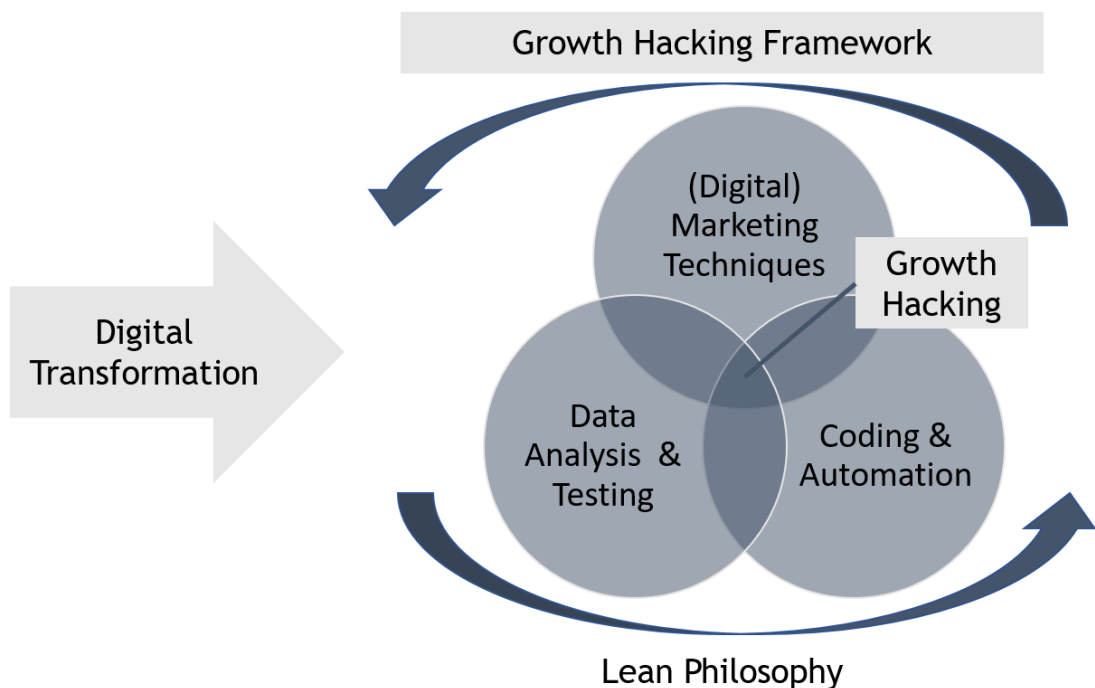 Growth Hacking Framework
(Digital)
Marketing
Techniques
Growth
Hacking
Digital
Transformation
Data
Analysis &
Testing
Coding &
Automation
Lean Philosophy